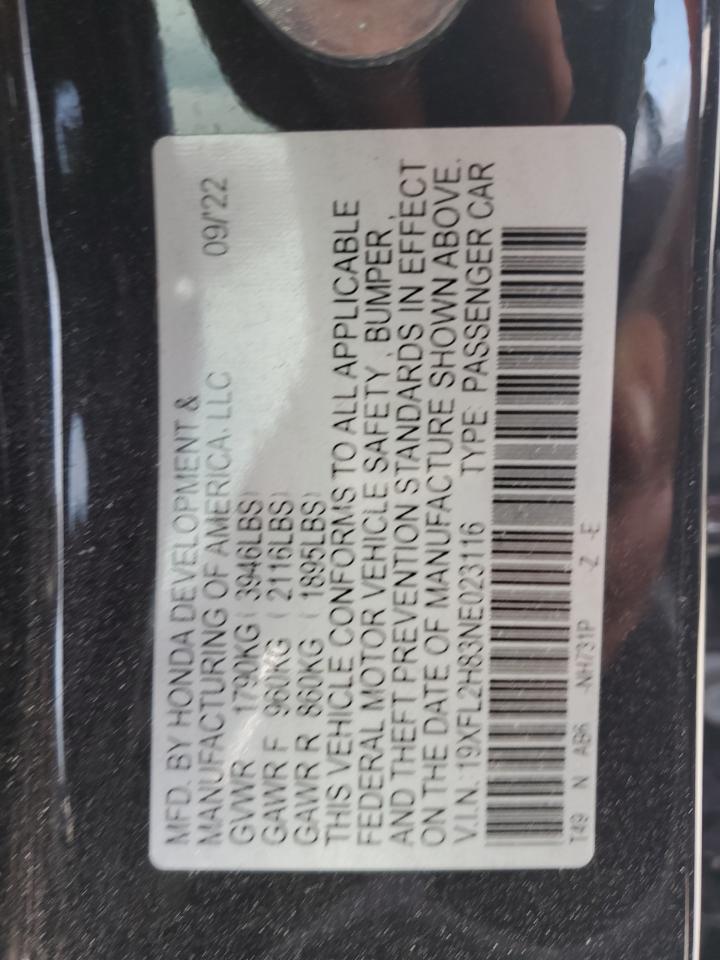 MFD. BY HONDA DEVELOPMENT &
MANUFACTURING OF AMERICA, LLC 09/'22
GVWR 1790KG ( 3946LBS)
GAWR F 960KG ( 2116LBS)
GAWR R 860KG ( 1895LBS)
THIS VEHICLE CONFORMS TO ALL APPLICABLE
FEDERAL MOTOR VEHICLE SAFETY , BUMPER ,
AND THEFT PREVENTION STANDARDS IN EFFECT
ON THE DATE OF MANUFACTURE SHOWN ABOVE.
V.I.N.: 19XFL2H83NE023116 TYPE: PASSENGER CAR
T49 N AB6 -NH731P -Z -E